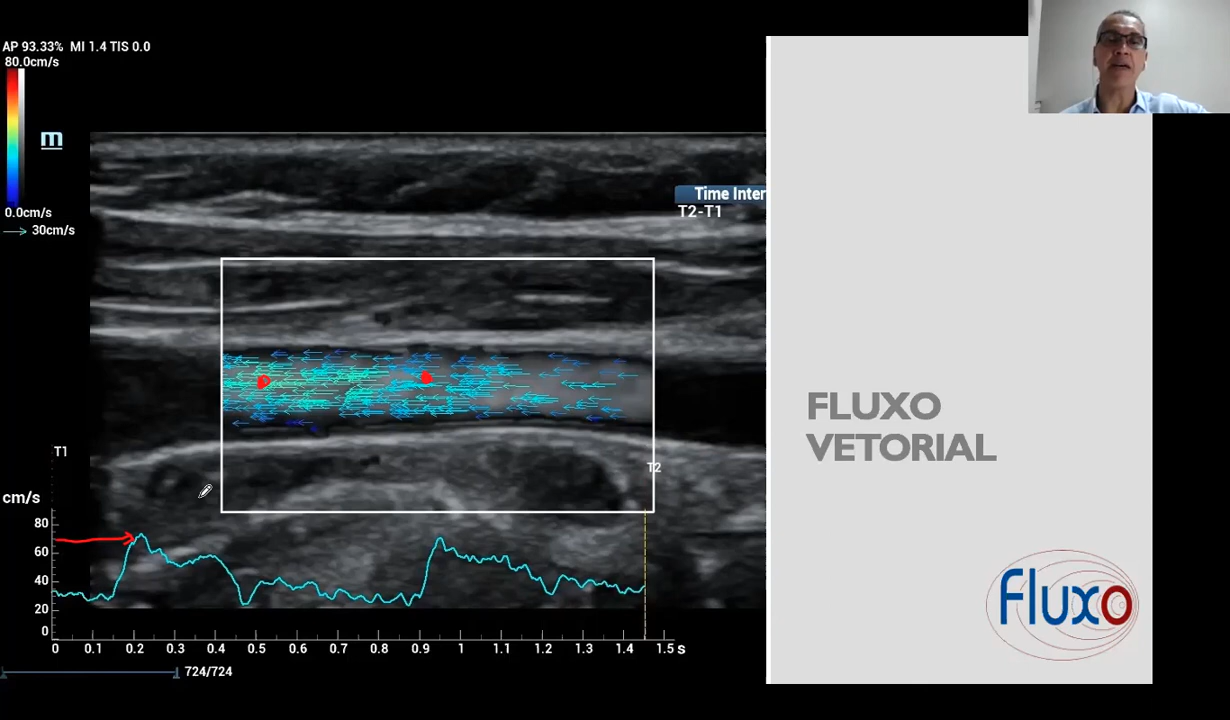 AP 93.33% MI 1.4 TIS 0.0
80.0cm/s
m
0.0cm/s
30cm/s
Time Inter
T2-T1
T1
T2
cm/s
80
60
40
20
0
0 0.1 0.2 0.3 0.4 0.5 0.6 0.7 0.8 0.9 1 1.1 1.2 1.3 1.4 1.5 s
724/724
FLUXO
VETORIAL
Fluxo